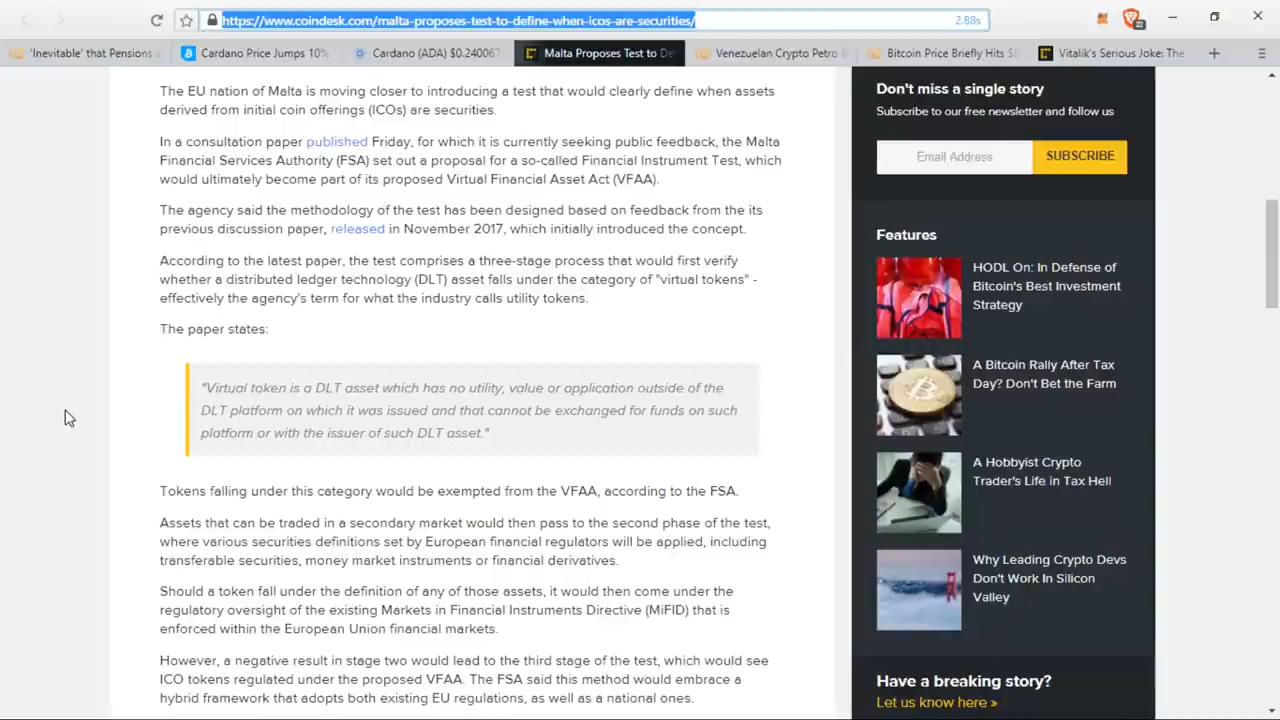 https://www.coindesk.com/malta-proposes-test-to-define-when-icos-are-securities/
2.88s
22
'Inevitable' that Pensions
Cardano Price Jumps 10%
Cardano (ADA) $0.240067
Malta Proposes Test to De
Venezuelan Crypto Petro
Bitcoin Price Briefly Hits $8
Vitalik's Serious Joke: The
The EU nation of Malta is moving closer to introducing a test that would clearly define when assets
derived from initial coin offerings (ICOs) are securities.
In a consultation paper published Friday, for which it is currently seeking public feedback, the Malta
Financial Services Authority (FSA) set out a proposal for a so-called Financial Instrument Test, which
would ultimately become part of its proposed Virtual Financial Asset Act (VFAA).
The agency said the methodology of the test has been designed based on feedback from the its
previous discussion paper, released in November 2017, which initially introduced the concept.
According to the latest paper, the test comprises a three-stage process that would first verify
whether a distributed ledger technology (DLT) asset falls under the category of "virtual tokens" -
effectively the agency's term for what the industry calls utility tokens.
The paper states:
"Virtual token is a DLT asset which has no utility, value or application outside of the
DLT platform on which it was issued and that cannot be exchanged for funds on such
platform or with the issuer of such DLT asset."
Tokens falling under this category would be exempted from the VFAA, according to the FSA.
Assets that can be traded in a secondary market would then pass to the second phase of the test,
where various securities definitions set by European financial regulators will be applied, including
transferable securities, money market instruments or financial derivatives.
Should a token fall under the definition of any of those assets, it would then come under the
regulatory oversight of the existing Markets in Financial Instruments Directive (MiFID) that is
enforced within the European Union financial markets.
However, a negative result in stage two would lead to the third stage of the test, which would see
ICO tokens regulated under the proposed VFAA. The FSA said this method would embrace a
hybrid framework that adopts both existing EU regulations, as well as a national ones.
Don't miss a single story
Subscribe to our free newsletter and follow us
Email Address
SUBSCRIBE
Features
HODL On: In Defense of
Bitcoin's Best Investment
Strategy
A Bitcoin Rally After Tax
Day? Don't Bet the Farm
A Hobbyist Crypto
Trader's Life in Tax Hell
Why Leading Crypto Devs
Don't Work In Silicon
Valley
Have a breaking story?
Let us know here »